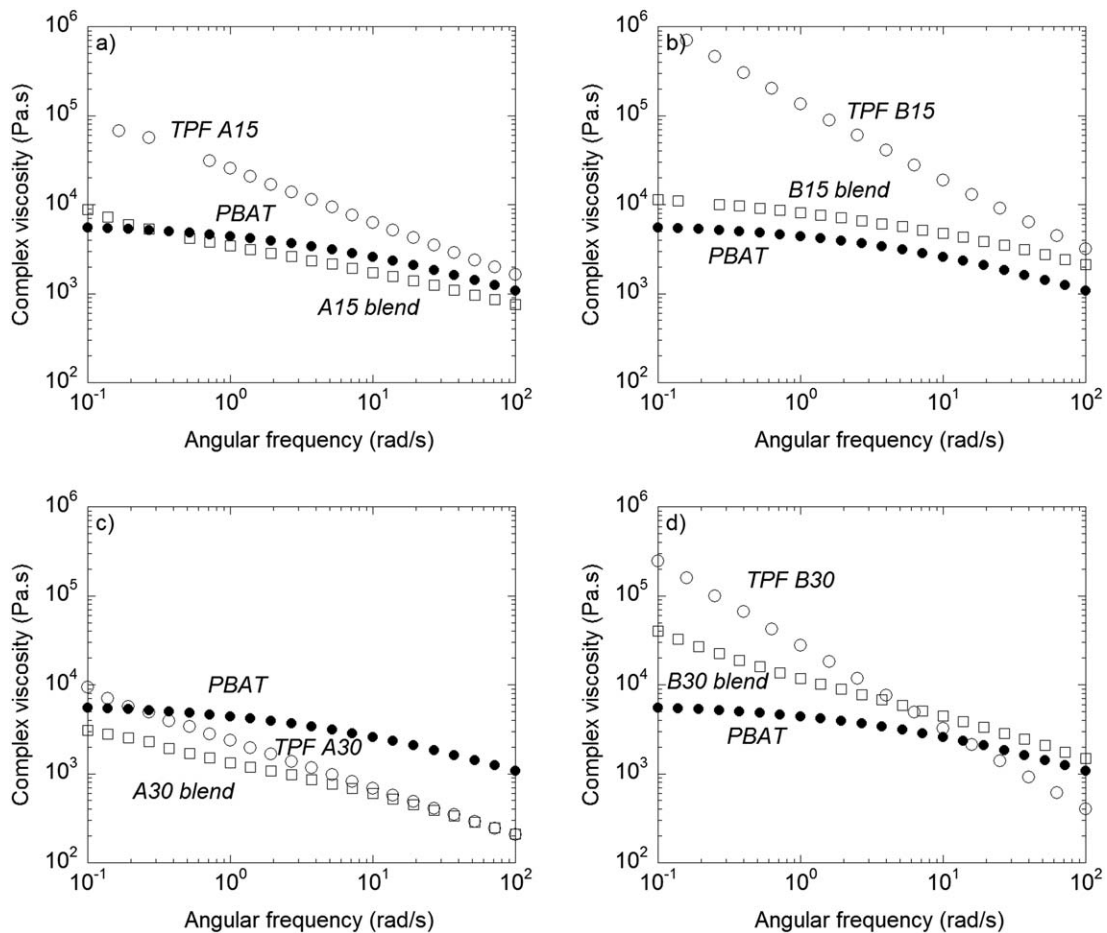 a)
10^6
10^5
10^4
10^3
10^2
Complex viscosity (Pa.s)
TPF A15
PBAT
A15 blend
10^-1
10^0
10^1
10^2
Angular frequency (rad/s)
b)
10^6
10^5
10^4
10^3
10^2
Complex viscosity (Pa.s)
TPF B15
B15 blend
PBAT
10^-1
10^0
10^1
10^2
Angular frequency (rad/s)
c)
10^6
10^5
10^4
10^3
10^2
Complex viscosity (Pa.s)
PBAT
TPF A30
A30 blend
10^-1
10^0
10^1
10^2
Angular frequency (rad/s)
d)
10^6
10^5
10^4
10^3
10^2
Complex viscosity (Pa.s)
TPF B30
B30 blend
PBAT
10^-1
10^0
10^1
10^2
Angular frequency (rad/s)